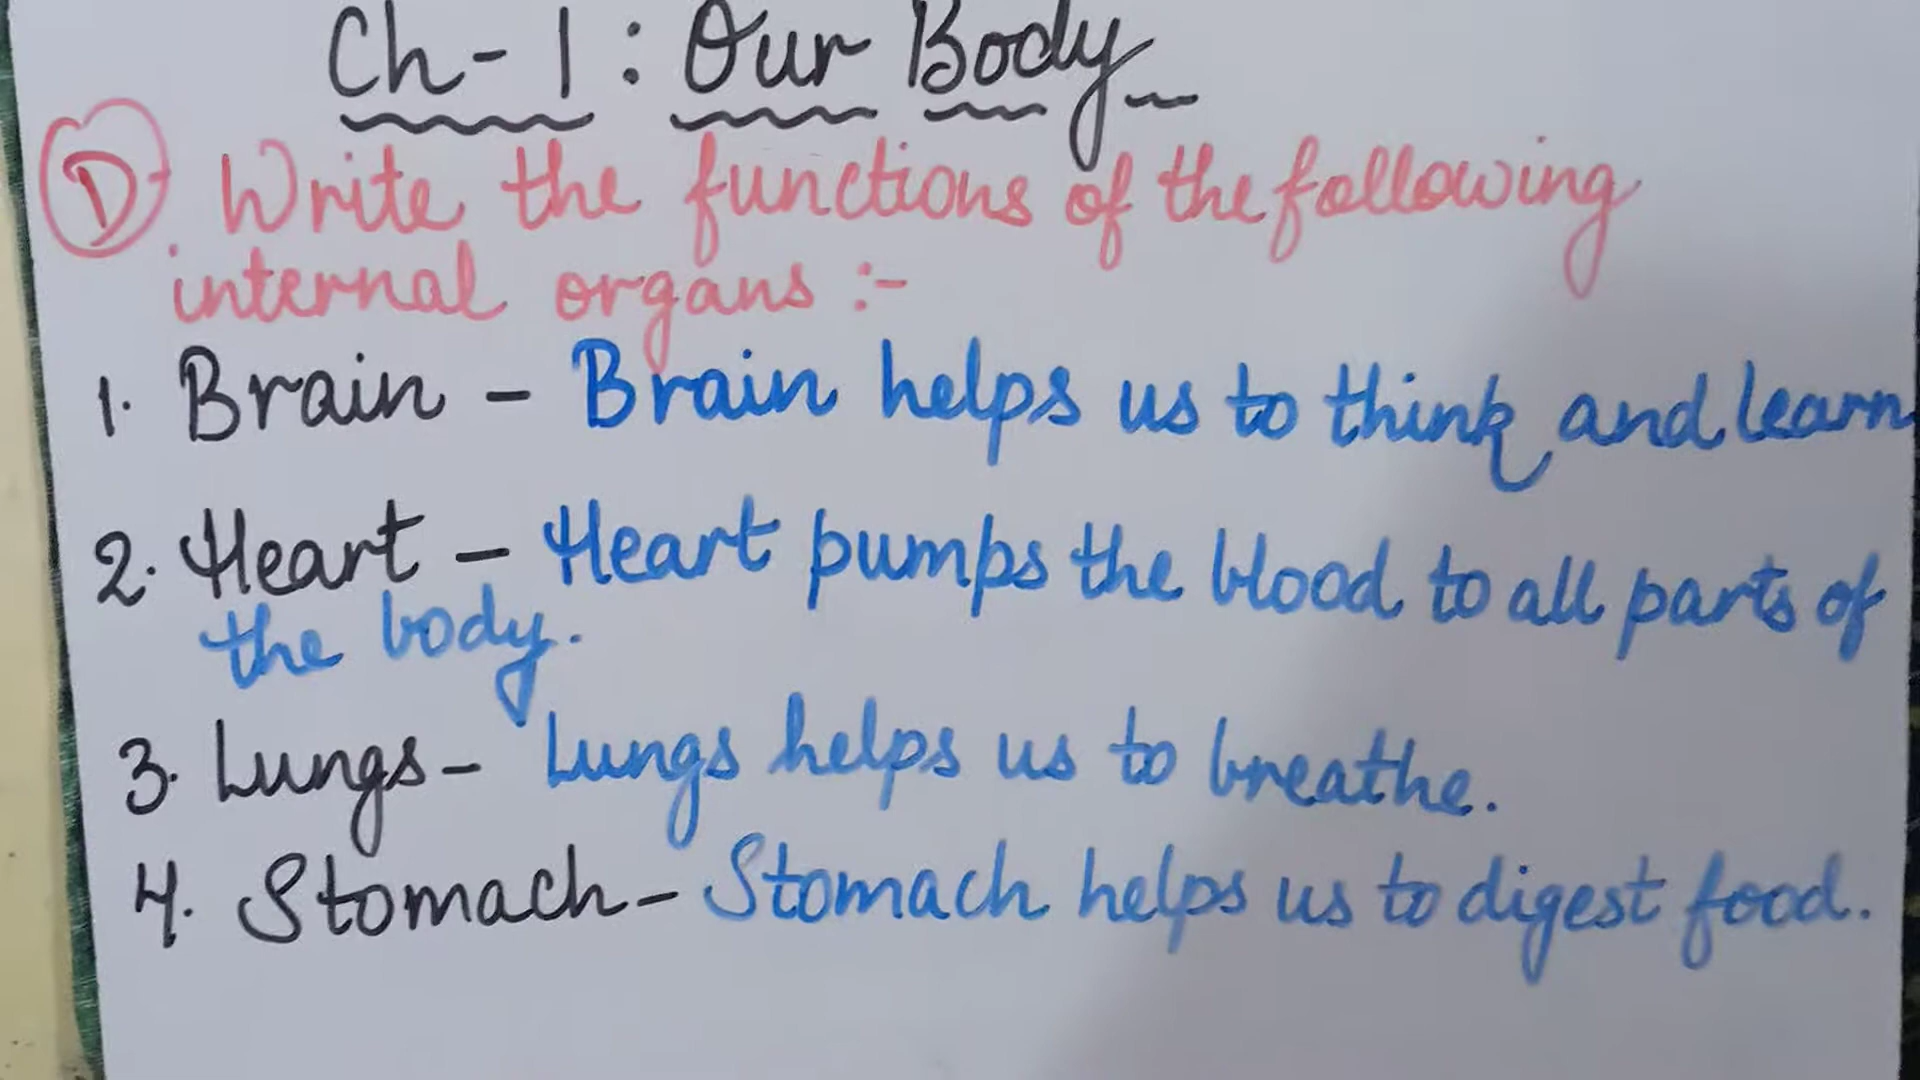 Ch-1: Our Body
D. Write the functions of the following
internal organs :-
1. Brain - Brain helps us to think and learn
2. Heart - Heart pumps the blood to all parts of
the body.
3. Lungs- Lungs helps us to breathe.
4. Stomach- Stomach helps us to digest food.